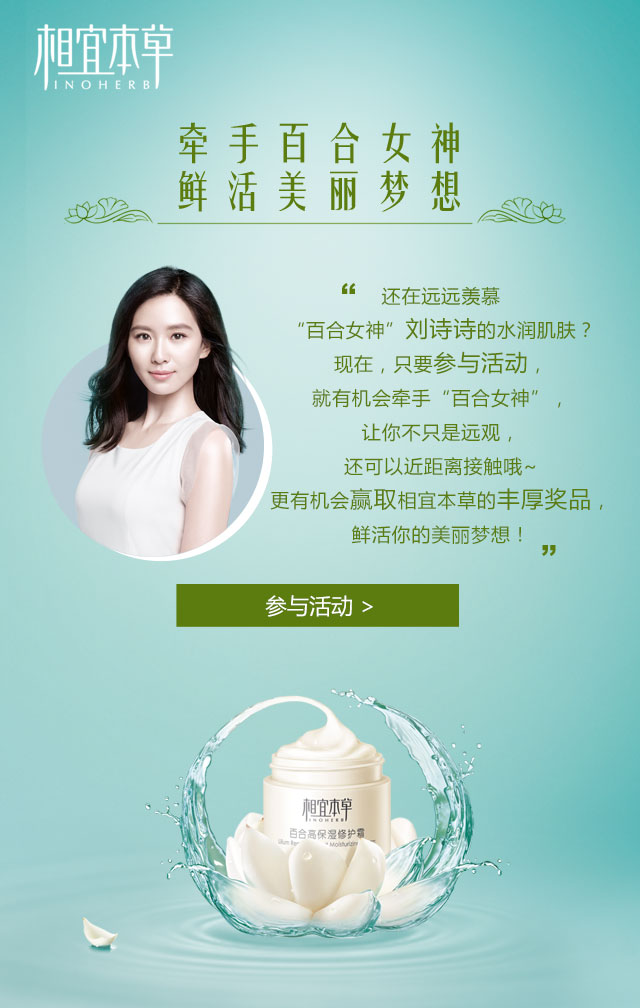 相宜本草
INOHERB
牵手百合女神
鲜活美丽梦想
“
还在远远羡慕
“百合女神”刘诗诗的水润肌肤？
现在，只要参与活动，
就有机会牵手“百合女神”，
让你不只是远观，
还可以近距离接触哦~
更有机会赢取相宜本草的丰厚奖品，
鲜活你的美丽梦想！
”
参与活动 >
相宜本草
INOHERB
百合高保湿修护霜